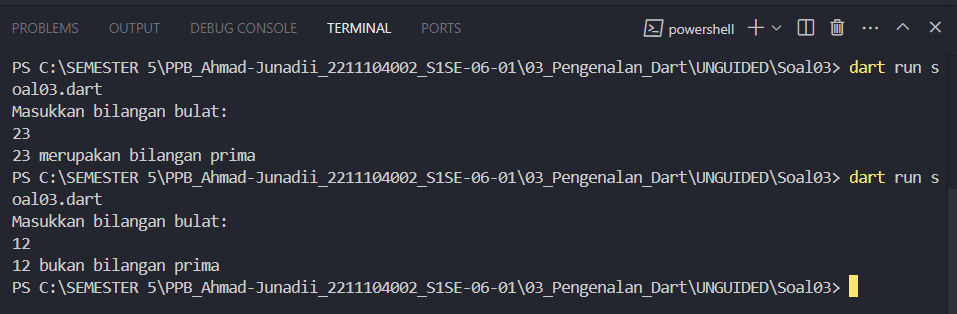 PROBLEMS OUTPUT DEBUG CONSOLE TERMINAL PORTS powershell
PS C:\SEMESTER 5\PPB_Ahmad-Junadii_2211104002_S1SE-06-01\03_Pengenalan_Dart\UNGUIDED\Soal03> dart run s
oal03.dart
Masukkan bilangan bulat:
23
23 merupakan bilangan prima
PS C:\SEMESTER 5\PPB_Ahmad-Junadii_2211104002_S1SE-06-01\03_Pengenalan_Dart\UNGUIDED\Soal03> dart run s
oal03.dart
Masukkan bilangan bulat:
12
12 bukan bilangan prima
PS C:\SEMESTER 5\PPB_Ahmad-Junadii_2211104002_S1SE-06-01\03_Pengenalan_Dart\UNGUIDED\Soal03>